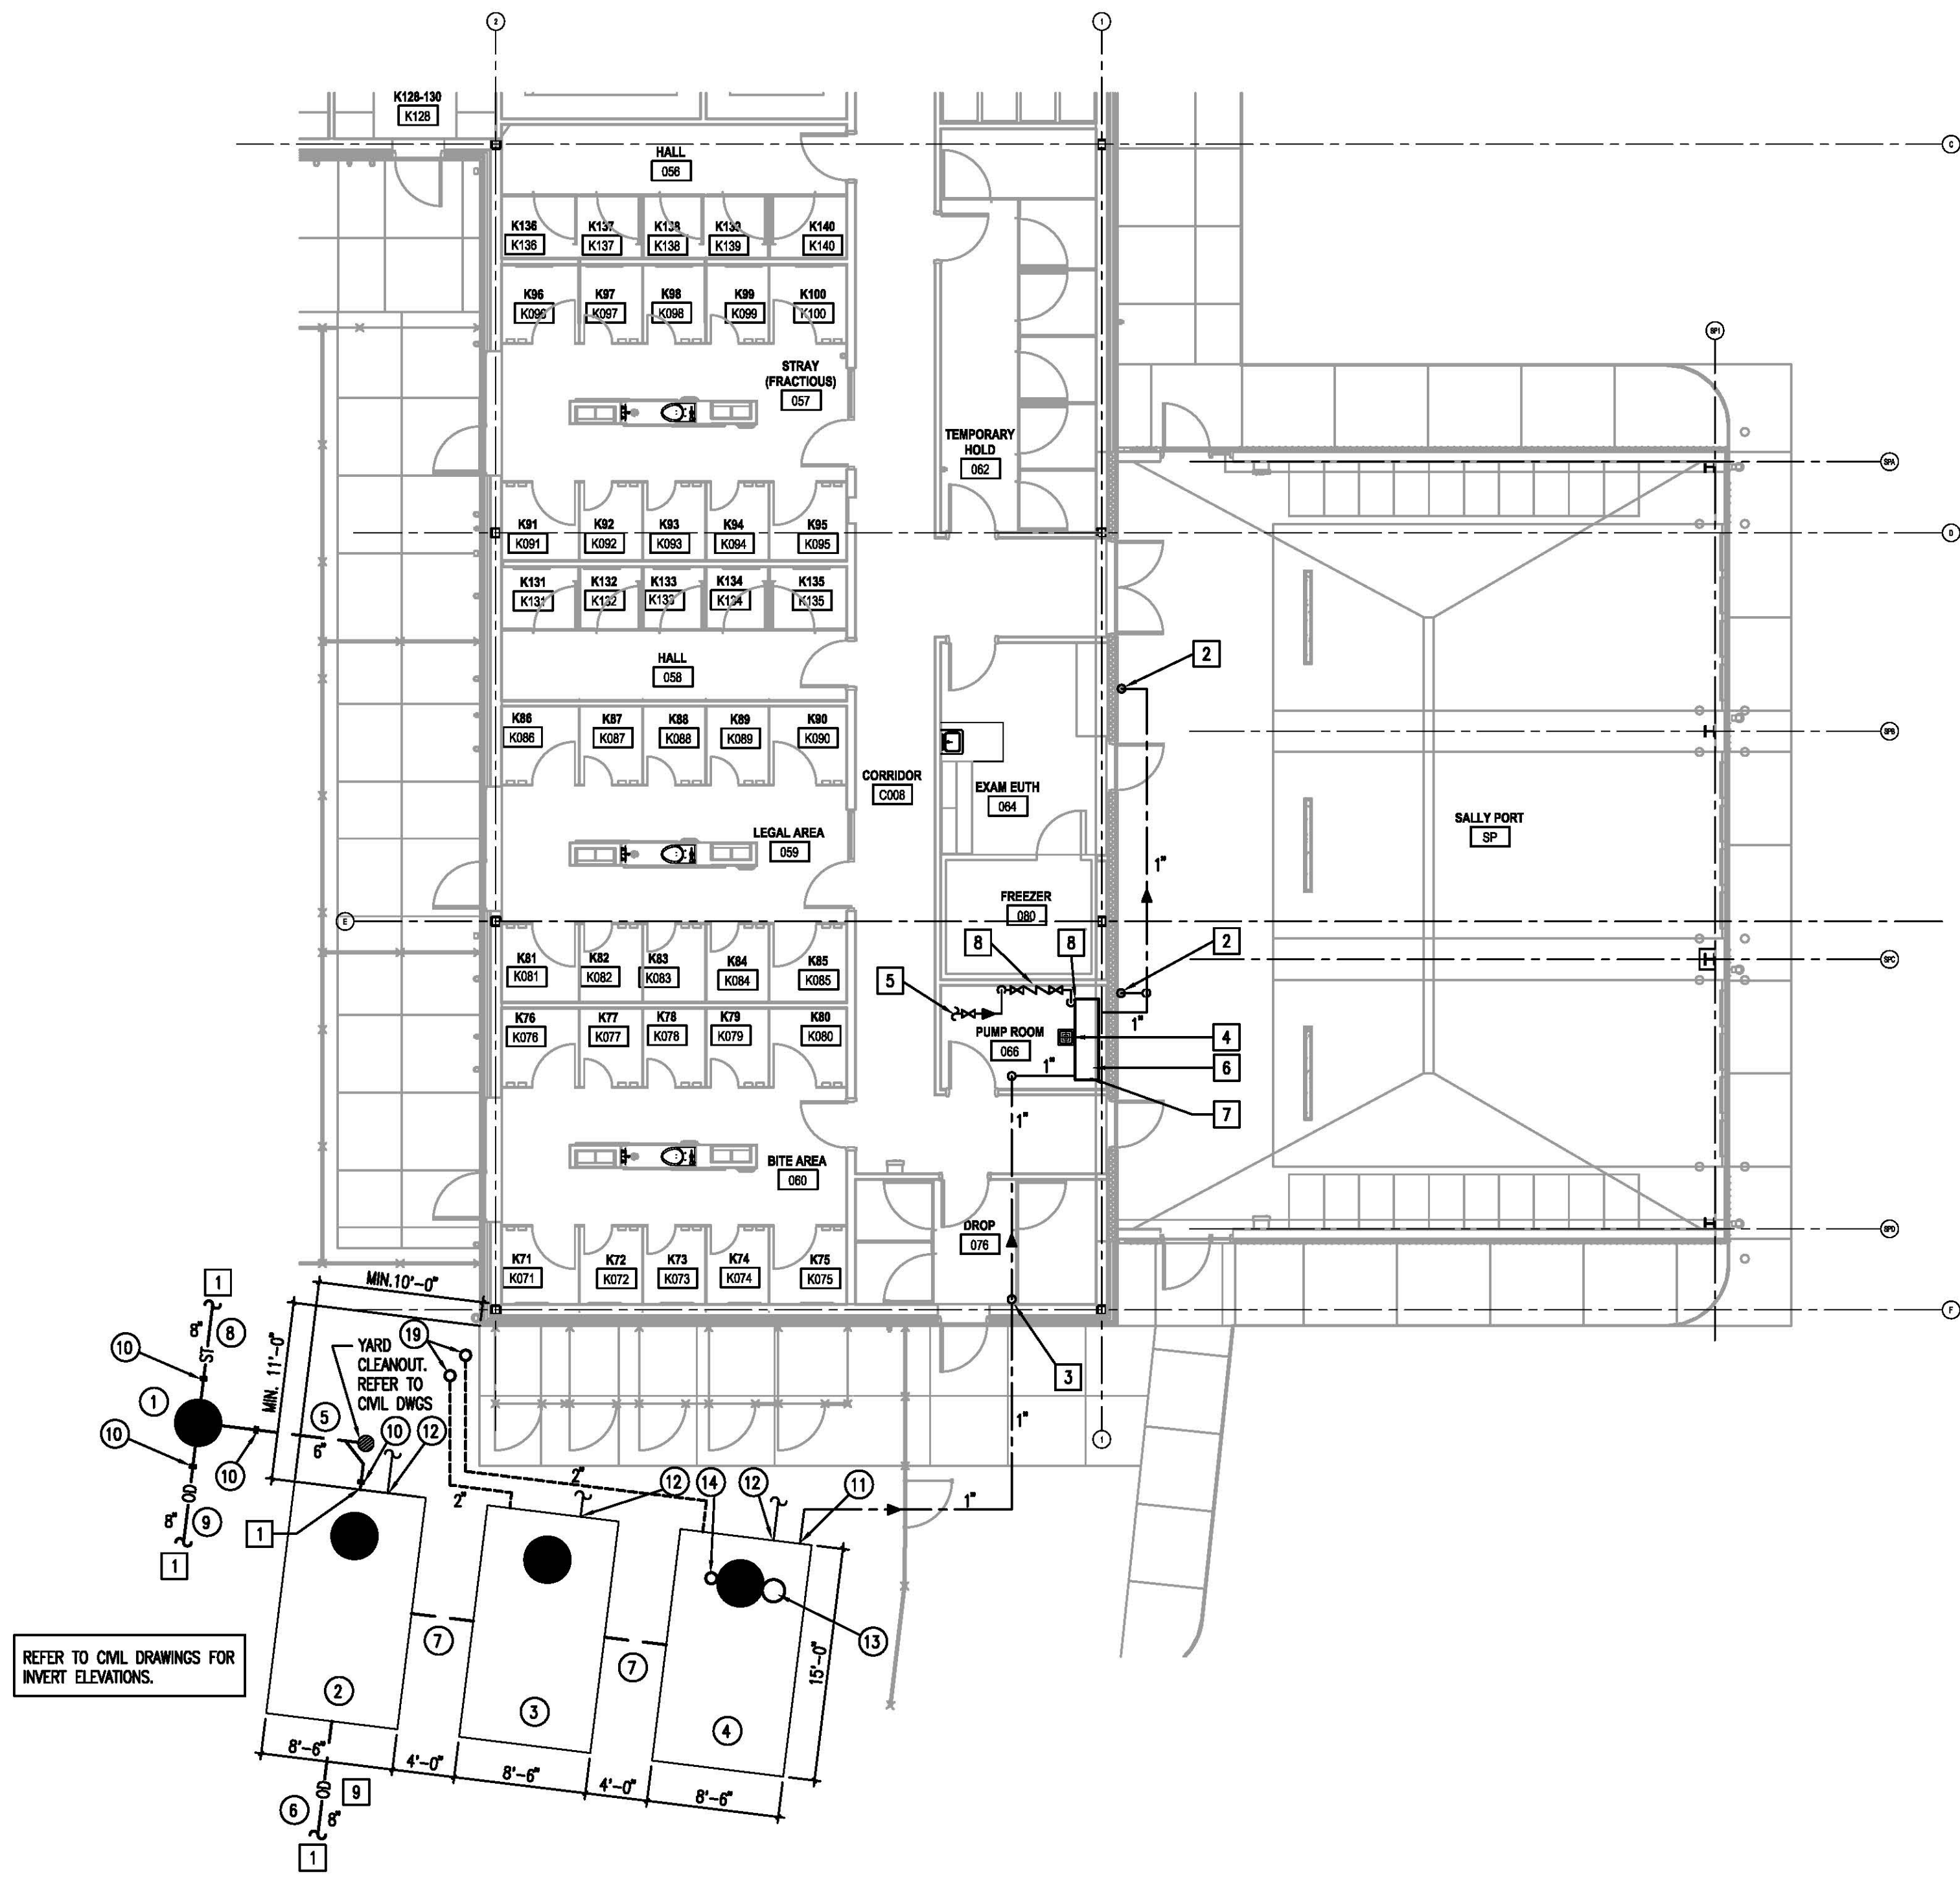 2
1
K128-130
K128
C
HALL
056
K136
K137
K138
K139
K140
K136
K137
K138
K139
K140
K96
K97
K98
K99
K100
K096
K097
K098
K099
K100
SP1
STRAY
(FRACTIOUS)
057
TEMPORARY
HOLD
062
SPA
K91
K92
K93
K94
K95
K091
K092
K093
K094
K095
D
K131
K132
K133
K134
K135
K131
K132
K133
K134
K135
HALL
058
2
K86
K87
K88
K89
K90
K086
K087
K088
K089
K090
SPB
CORRIDOR
C008
EXAM EUTH
064
SALLY PORT
SP
LEGAL AREA
059
1"
FREEZER
080
E
8
8
2
SPC
K81
K82
K83
K84
K85
K081
K082
K083
K084
K085
5
K76
K77
K78
K79
K80
K076
K077
K078
K079
K080
PUMP ROOM
066
1"
4
1"
6
7
1"
BITE AREA
060
DROP
076
SPD
K71
K72
K73
K74
K75
K071
K072
K073
K074
K075
1
MIN. 10'-0"
F
8"
8
ST
10
MIN. 11'-0"
19
YARD
CLEANOUT.
REFER TO
CIVIL DWGS
3
1
5
10
12
1"
1
10
6"
10
2"
2"
12
14
12
11
1"
OD
8"
9
1
1
7
7
13
15'-0"
REFER TO CIVIL DRAWINGS FOR
INVERT ELEVATIONS.
2
3
4
8'-6"
4'-0"
8'-6"
4'-0"
8'-6"
OD
9
6
8"
1